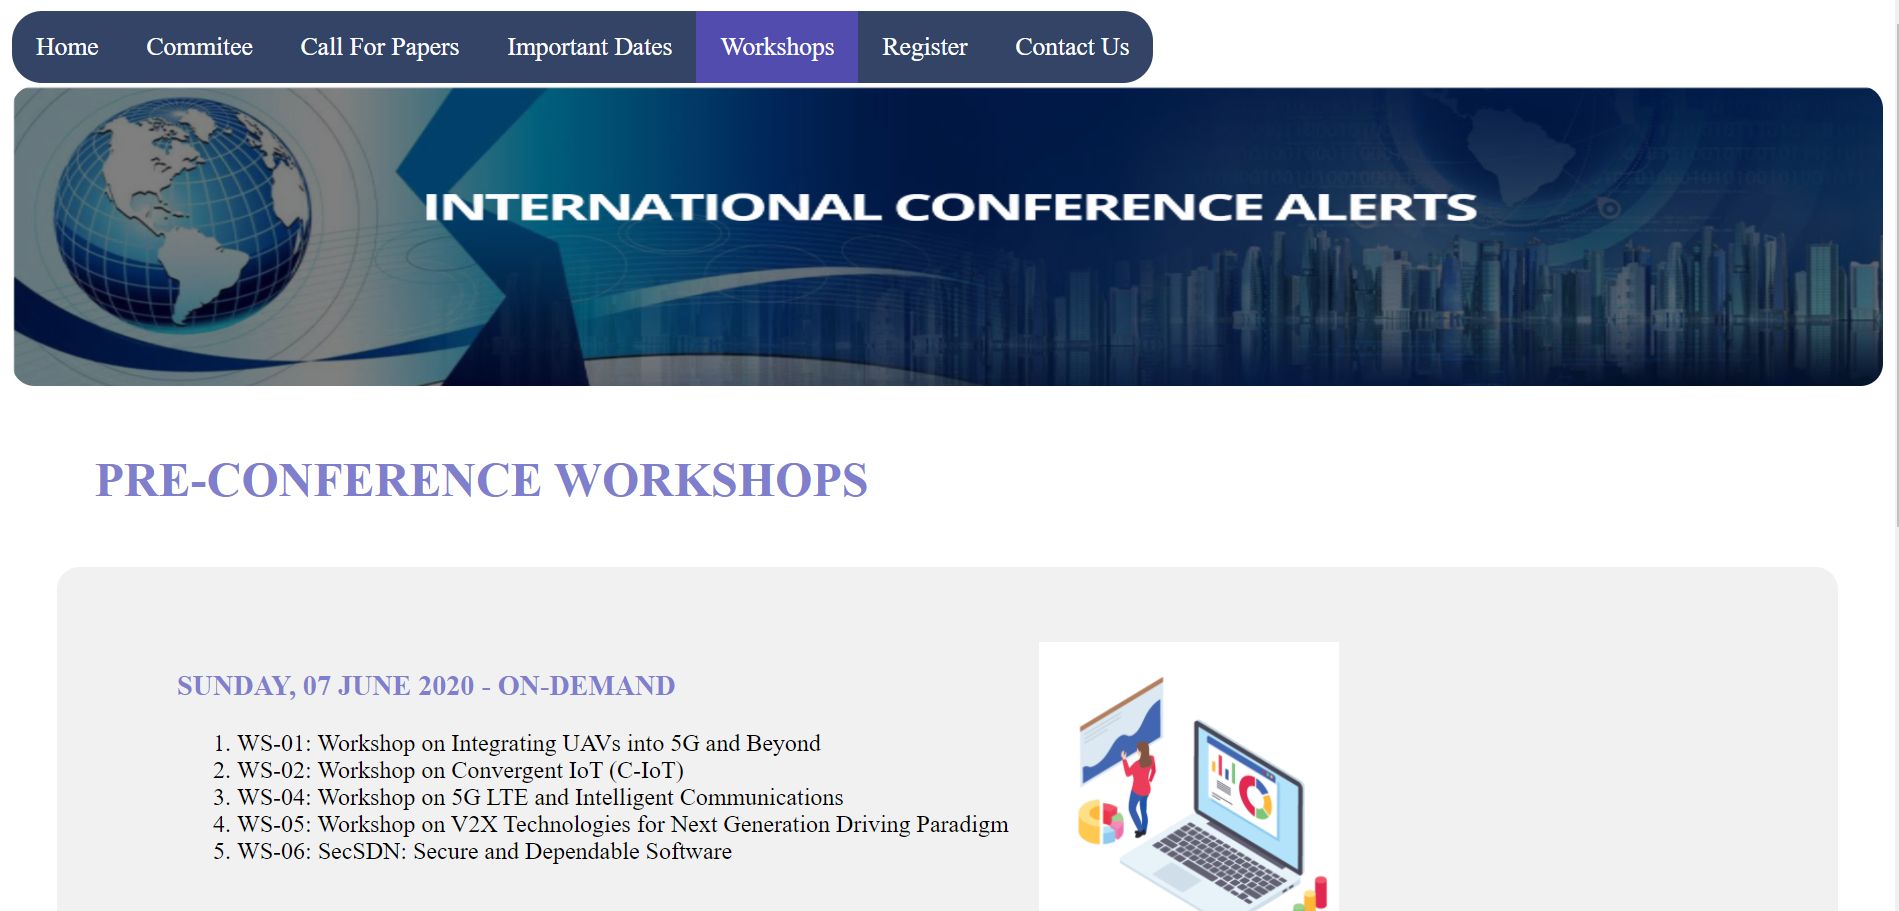 Home Commitee Call For Papers Important Dates Workshops Register Contact Us
INTERNATIONAL CONFERENCE ALERTS
PRE-CONFERENCE WORKSHOPS
SUNDAY, 07 JUNE 2020 - ON-DEMAND
1. WS-01: Workshop on Integrating UAVs into 5G and Beyond
2. WS-02: Workshop on Convergent IoT (C-IoT)
3. WS-04: Workshop on 5G LTE and Intelligent Communications
4. WS-05: Workshop on V2X Technologies for Next Generation Driving Paradigm
5. WS-06: SecSDN: Secure and Dependable Software